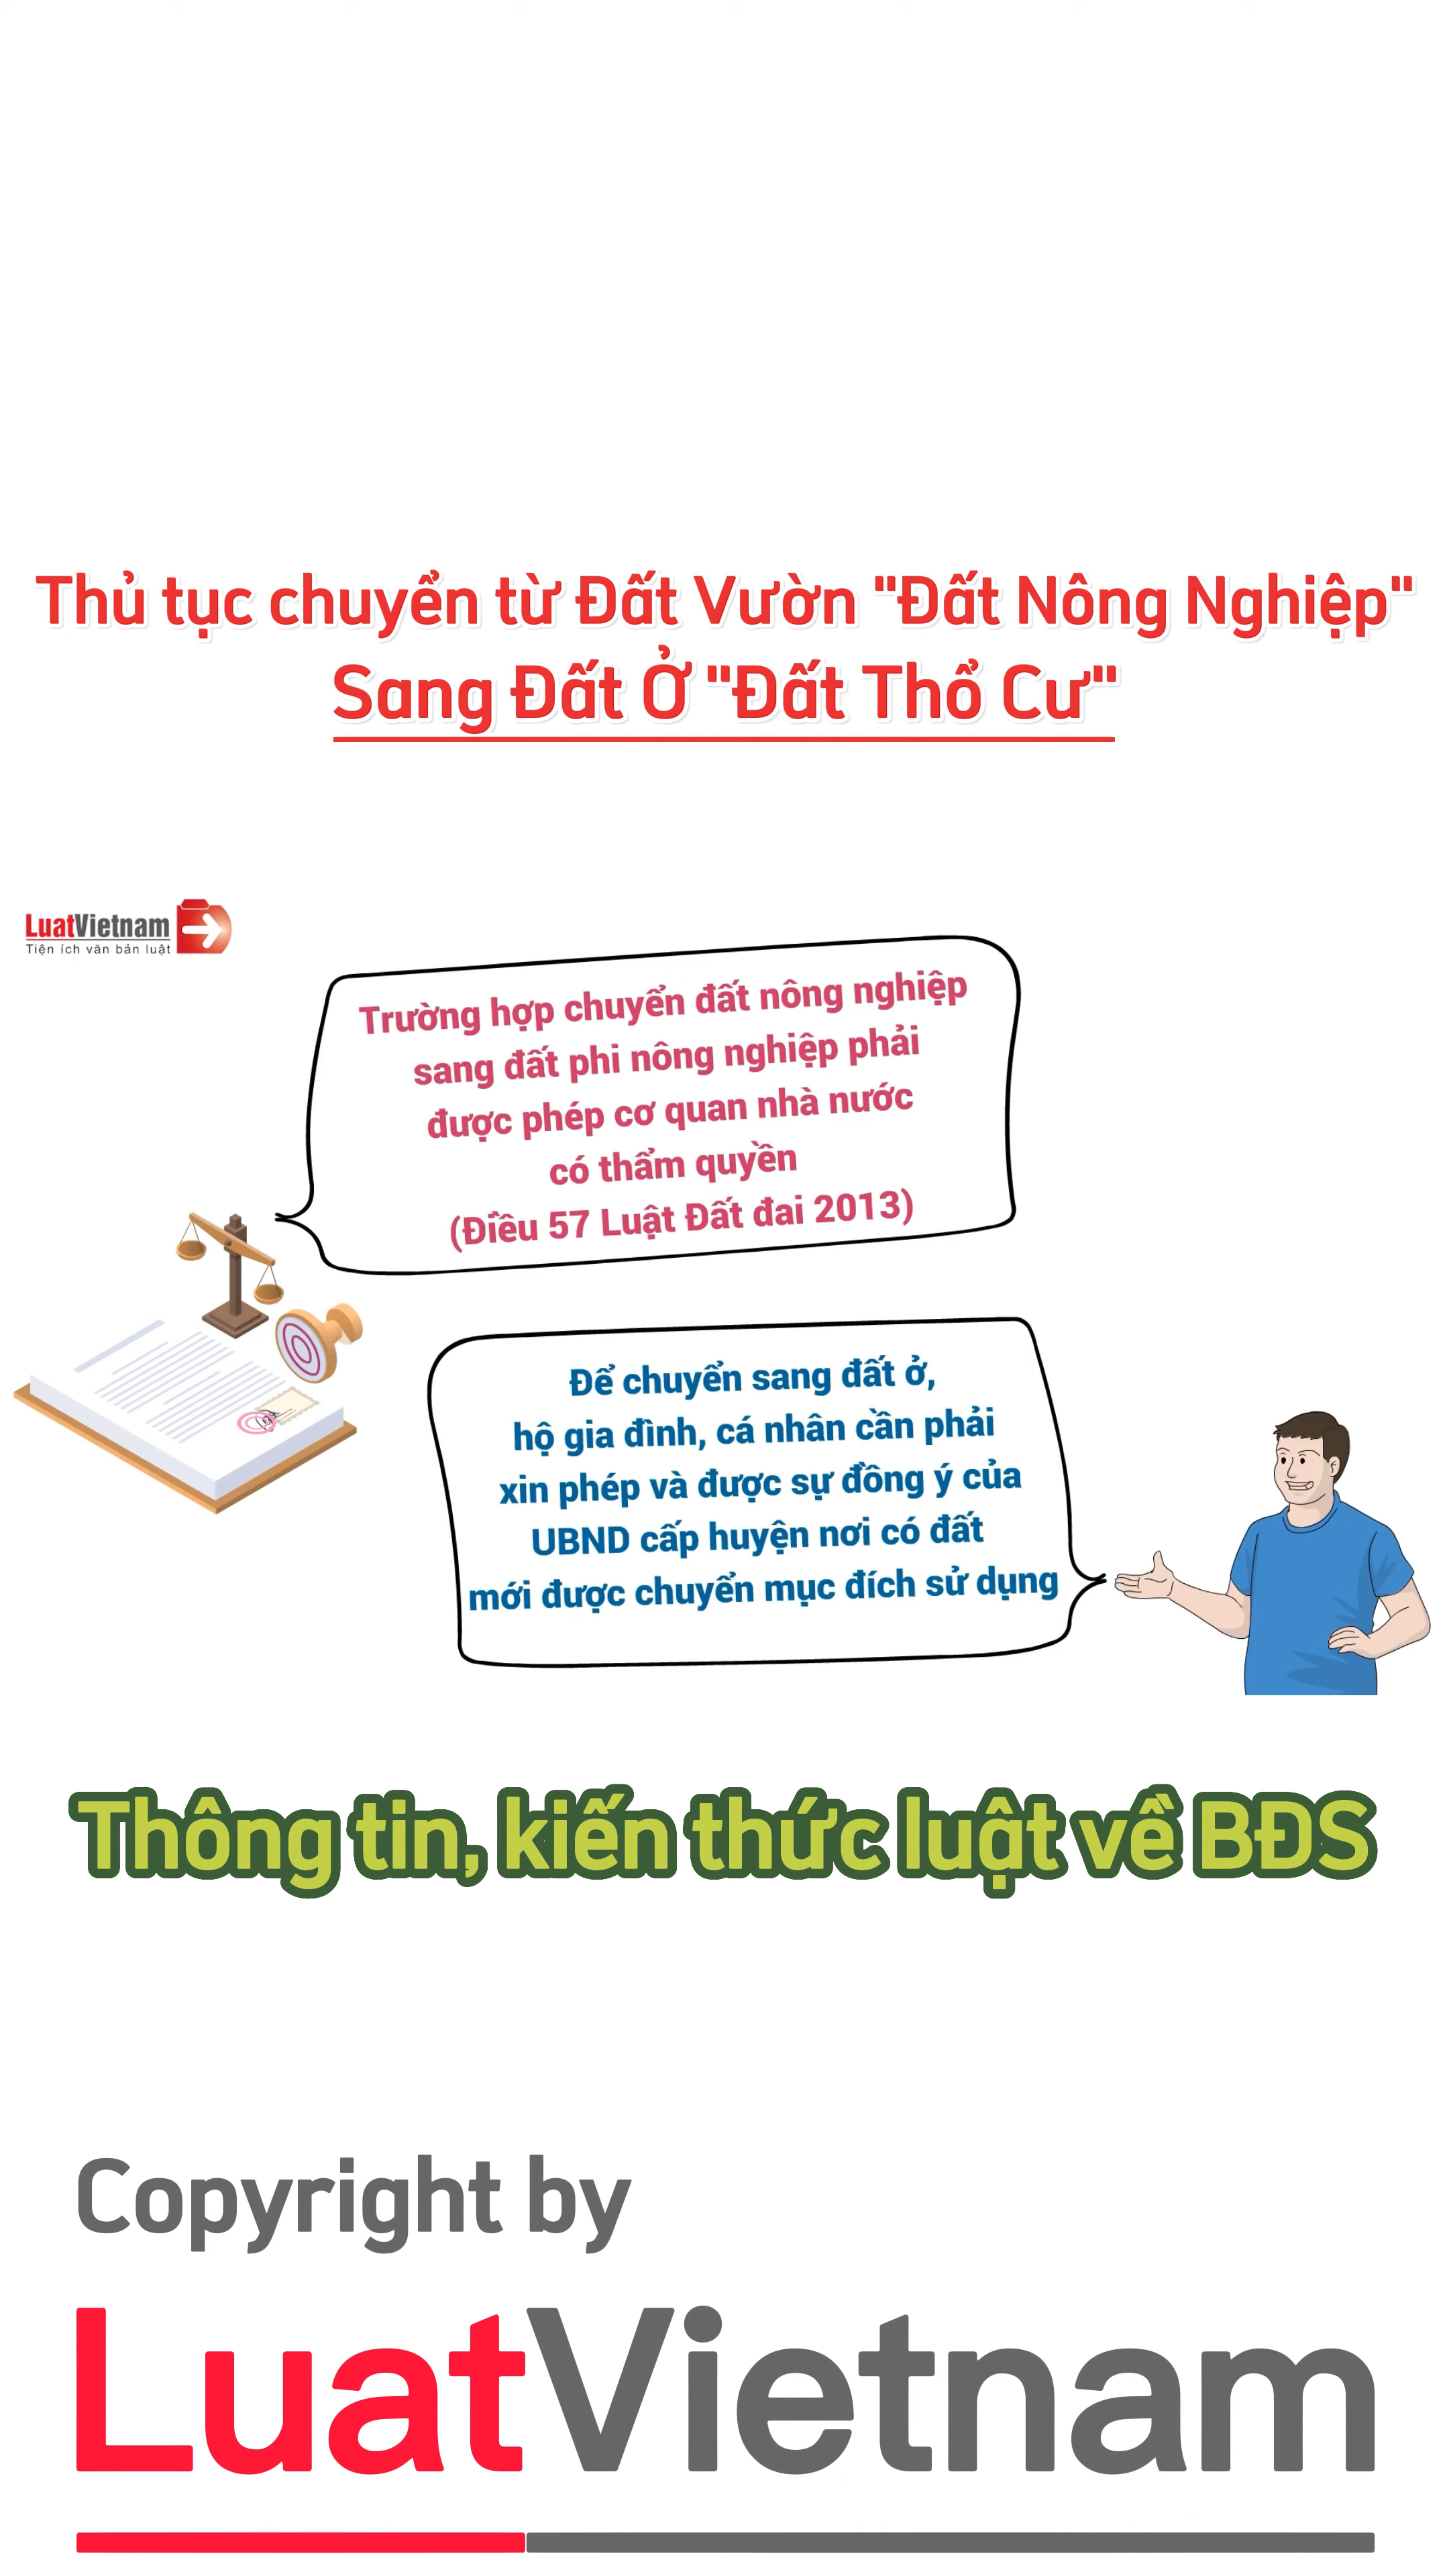 Thủ tục chuyển từ Đất Vườn "Đất Nông Nghiệp"
Sang Đất Ở "Đất Thổ Cư"
LuatVietnam
Tiện ích văn bản luật
Trường hợp chuyển đất nông nghiệp
sang đất phi nông nghiệp phải
được phép cơ quan nhà nước
có thẩm quyền
(Điều 57 Luật Đất đai 2013)
Để chuyển sang đất ở,
hộ gia đình, cá nhân cần phải
xin phép và được sự đồng ý của
UBND cấp huyện nơi có đất
mới được chuyển mục đích sử dụng
Thông tin, kiến thức luật về BĐS
Copyright by
LuatVietnam